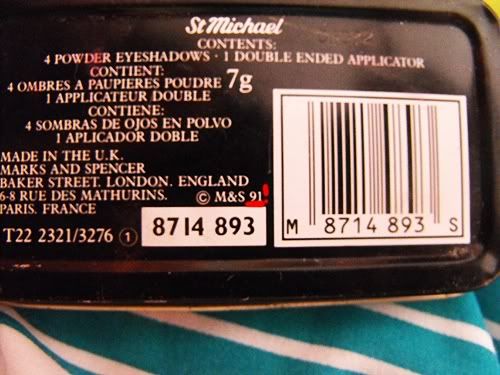 St Michael
CONTENTS:
4 POWDER EYESHADOWS · 1 DOUBLE ENDED APPLICATOR
CONTIENT:
4 OMBRES A PAUPIERES POUDRE 7g
1 APPLICATEUR DOUBLE
CONTIENE:
4 SOMBRAS DE OJOS EN POLVO
1 APLICADOR DOBLE
MADE IN THE U.K.
MARKS AND SPENCER
BAKER STREET. LONDON. ENGLAND
6-8 RUE DES MATHURINS. © M&S 91
PARIS. FRANCE
T22 2321/3276 1 8714 893
M 8714 893 S